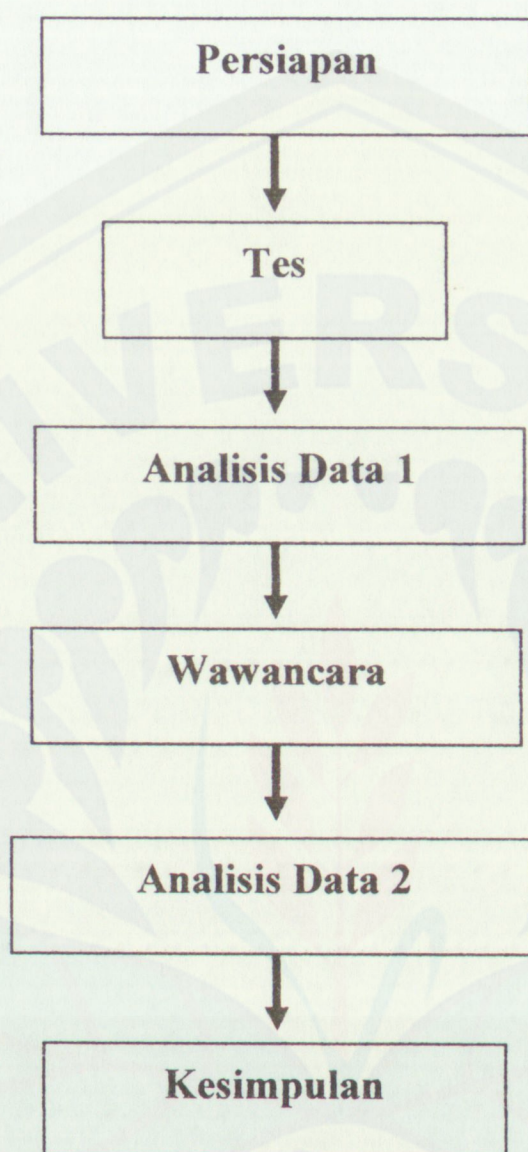 Persiapan
Tes
Analisis Data 1
Wawancara
Analisis Data 2
Kesimpulan